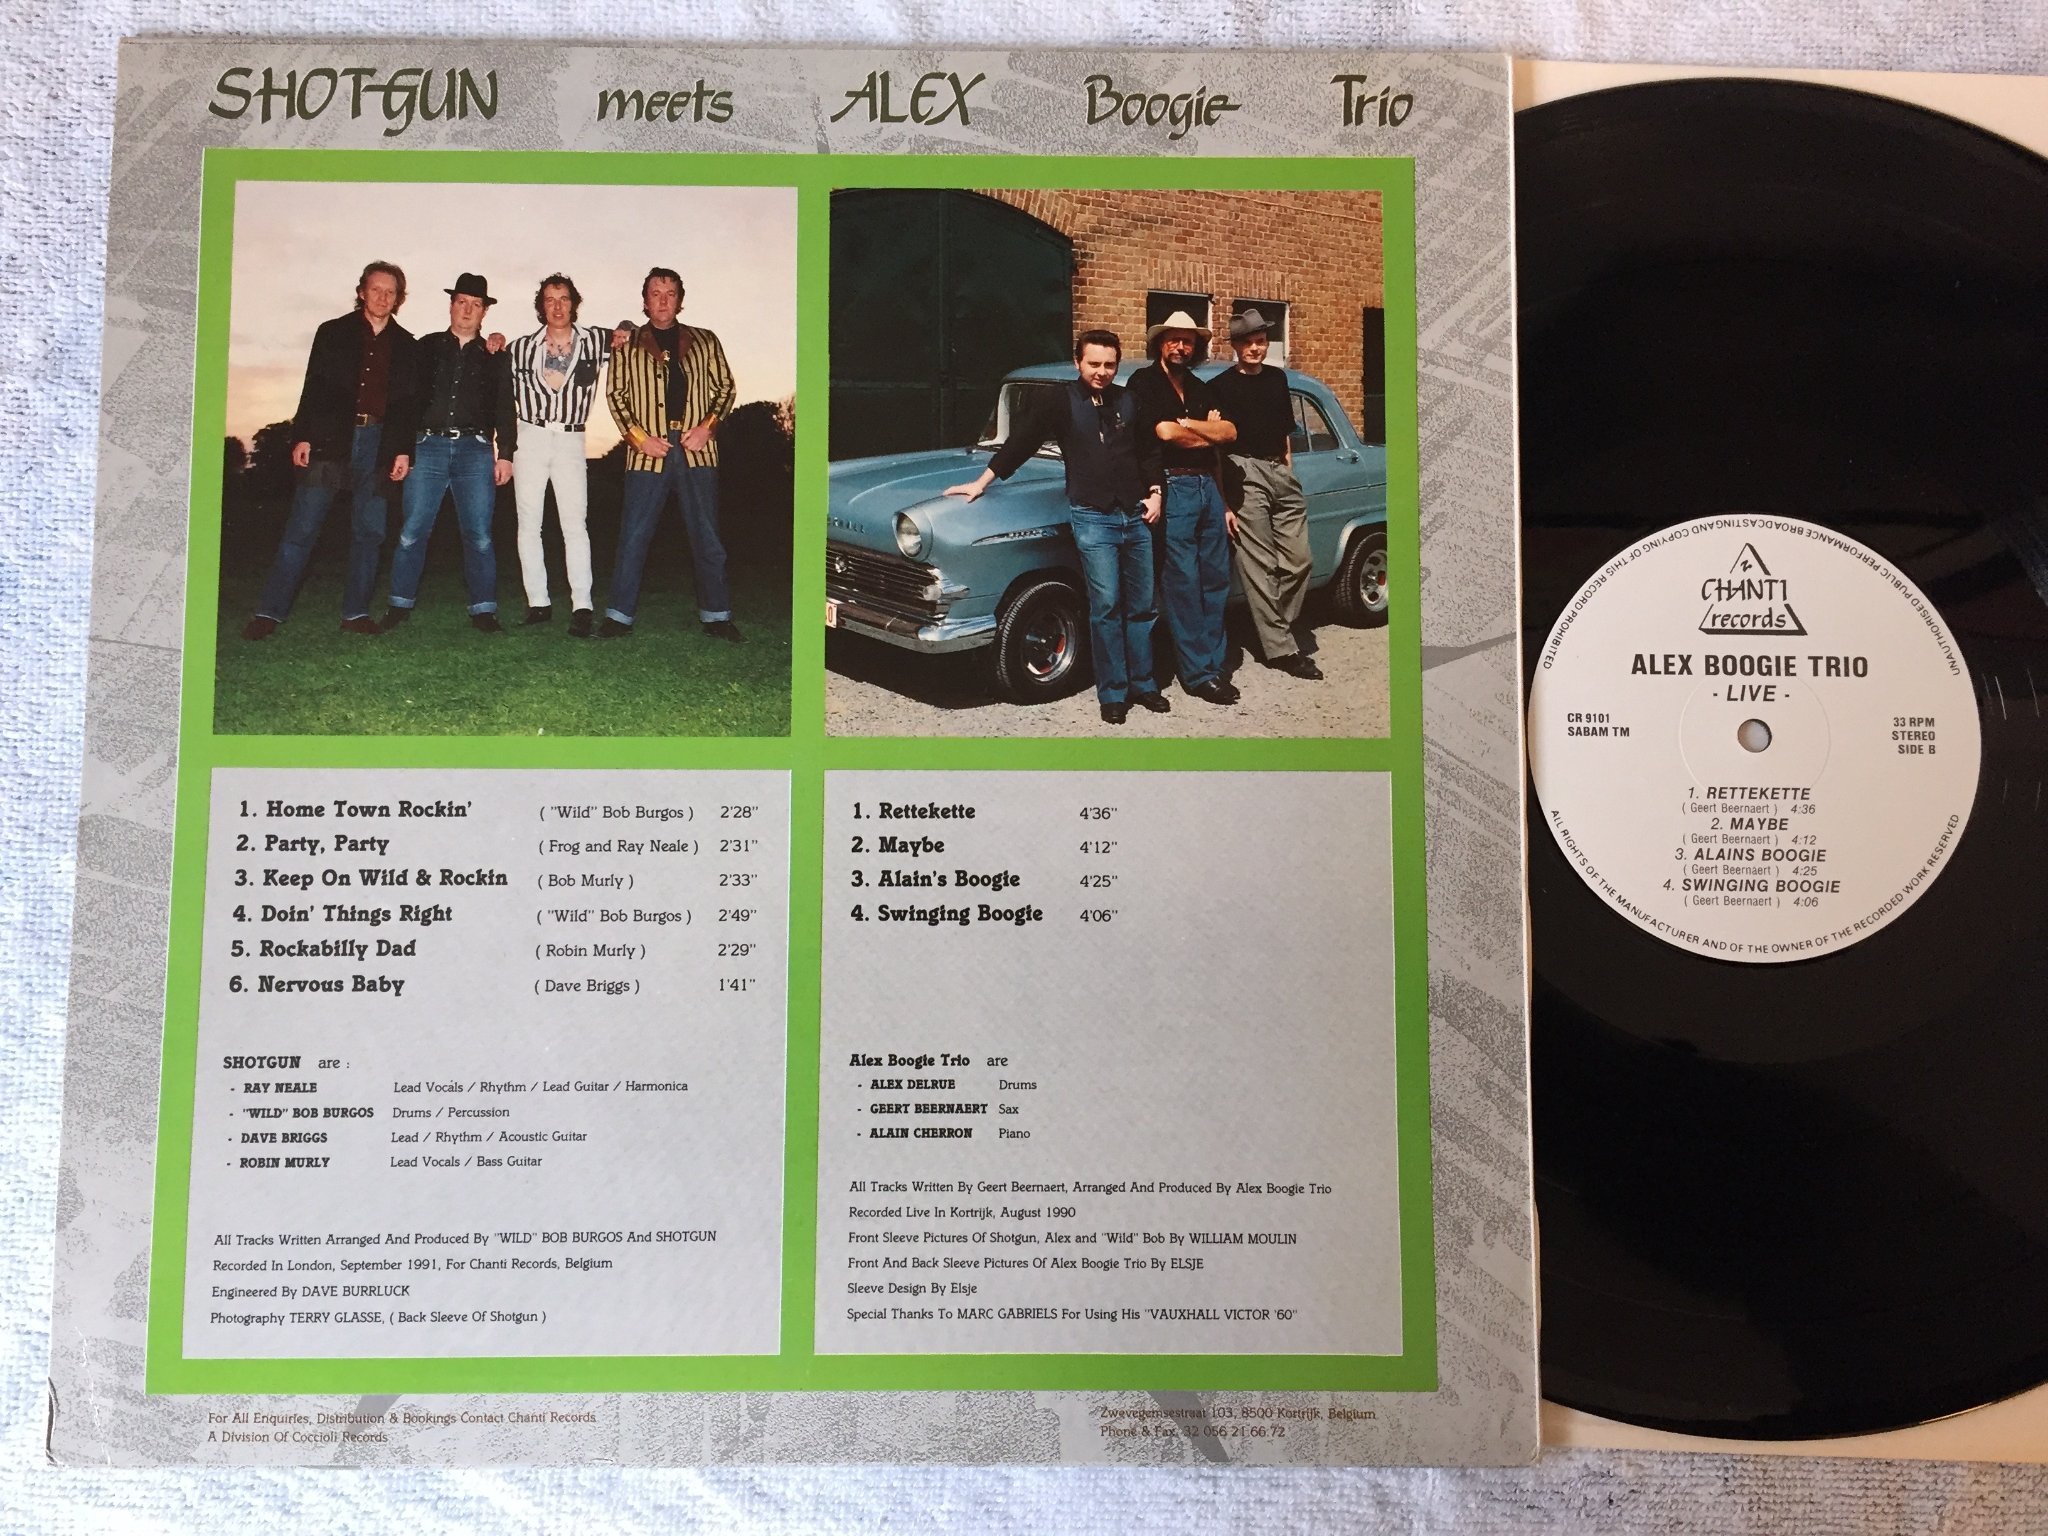 SHOTGUN meets ALEX Boogie Trio
1. Home Town Rockin' ( "Wild" Bob Burgos ) 2'28"
2. Party, Party ( Frog and Ray Neale ) 2'31"
3. Keep On Wild & Rockin ( Bob Murly ) 2'33"
4. Doin' Things Right ( "Wild" Bob Burgos ) 2'49"
5. Rockabilly Dad ( Robin Murly ) 2'29"
6. Nervous Baby ( Dave Briggs ) 1'41"
SHOTGUN are :
- RAY NEALE Lead Vocals / Rhythm / Lead Guitar / Harmonica
- "WILD" BOB BURGOS Drums / Percussion
- DAVE BRIGGS Lead / Rhythm / Acoustic Guitar
- ROBIN MURLY Lead Vocals / Bass Guitar
All Tracks Written Arranged And Produced By "WILD" BOB BURGOS And SHOTGUN
Recorded In London, September 1991, For Chanti Records, Belgium
Engineered By DAVE BURRLUCK
Photography TERRY GLASSE, ( Back Sleeve Of Shotgun )
1. Rettekette 4'36"
2. Maybe 4'12"
3. Alain's Boogie 4'25"
4. Swinging Boogie 4'06"
Alex Boogie Trio are
- ALEX DELRUE Drums
- GEERT BEERNAERT Sax
- ALAIN CHERRON Piano
All Tracks Written By Geert Beernaert, Arranged And Produced By Alex Boogie Trio
Recorded Live In Kortrijk, August 1990
Front Sleeve Pictures Of Shotgun, Alex and "Wild" Bob By WILLIAM MOULIN
Front And Back Sleeve Pictures Of Alex Boogie Trio By ELSJE
Sleeve Design By Elsje
Special Thanks To MARC GABRIELS For Using His "VAUXHALL VICTOR '60"
For All Enquiries, Distribution & Bookings Contact Chanti Records
A Division Of Coccioli Records
Zwevegemsestraat 103, 8500 Kortrijk, Belgium
Phone & Fax. 32 056 21 66 72
UNAUTHORISED PUBLIC PERFORMANCE BROADCASTINGAND COPYING OF THIS RECORD PROHIBITED
CHANTI
records
ALEX BOOGIE TRIO
- LIVE -
CR 9101
SABAM TM
33 RPM
STEREO
SIDE B
1. RETTEKETTE
( Geert Beernaert ) 4:36
2. MAYBE
( Geert Beernaert ) 4:12
3. ALAINS BOOGIE
( Geert Beernaert ) 4:25
4. SWINGING BOOGIE
( Geert Beernaert ) 4:06
ALL RIGHTS OF THE MANUFACTURER AND OF THE OWNER OF THE RECORDED WORK RESERVED